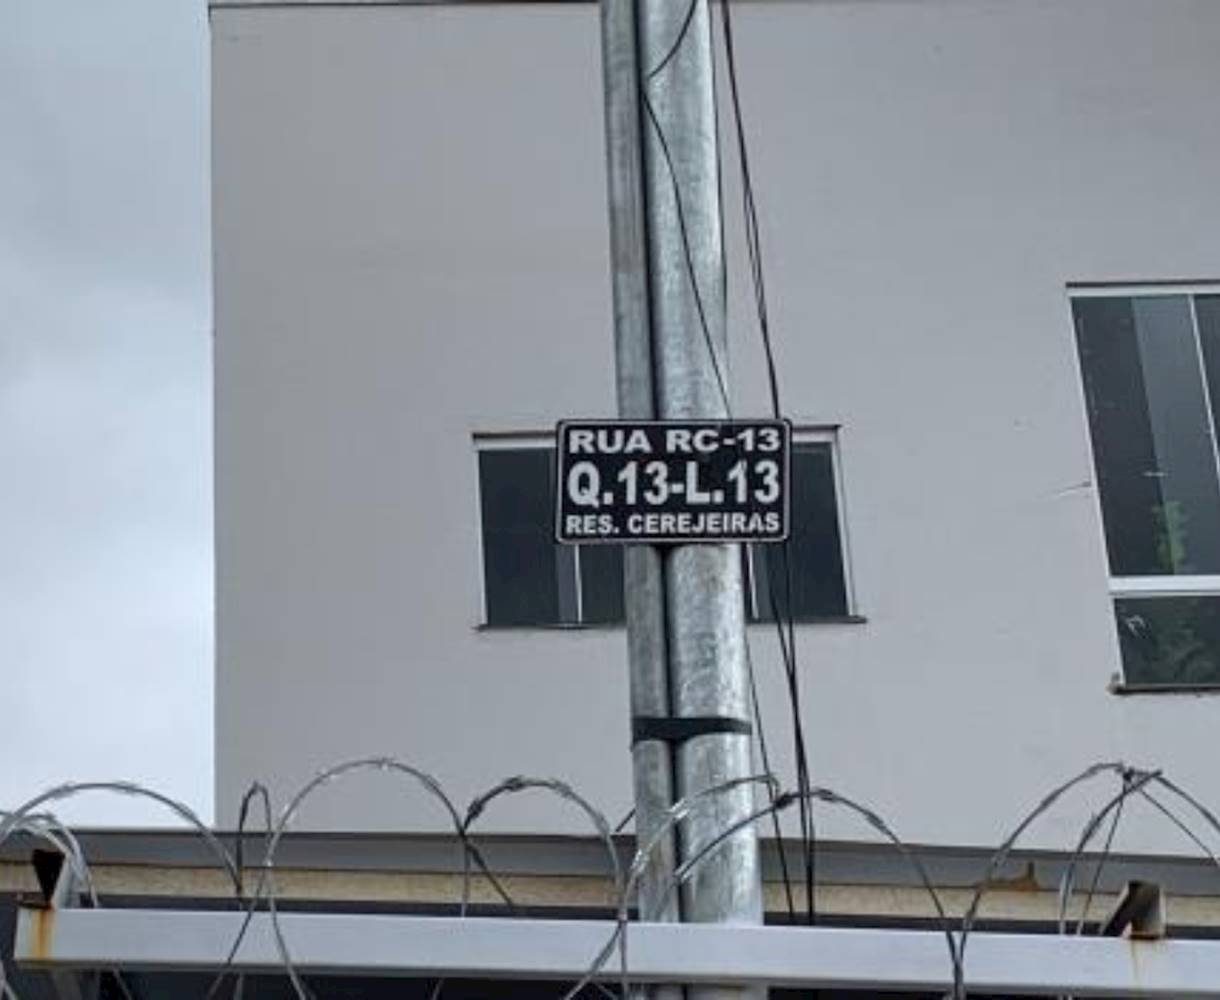 RUA RC-13
Q.13-L.13
RES. CEREJEIRAS